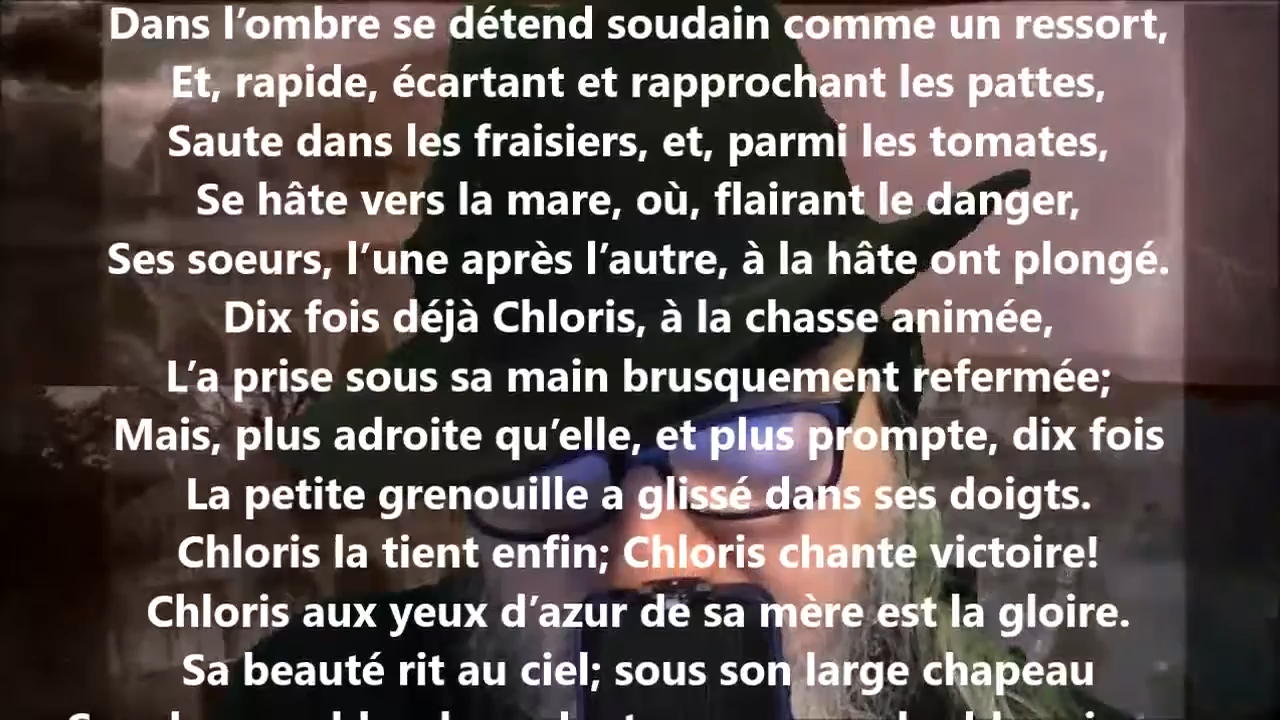 Dans l’ombre se détend soudain comme un ressort,
Et, rapide, écartant et rapprochant les pattes,
Saute dans les fraisiers, et, parmi les tomates,
Se hâte vers la mare, où, flairant le danger,
Ses soeurs, l’une après l’autre, à la hâte ont plongé.
Dix fois déjà Chloris, à la chasse animée,
L’a prise sous sa main brusquement refermée;
Mais, plus adroite qu’elle, et plus prompte, dix fois
La petite grenouille a glissé dans ses doigts.
Chloris la tient enfin; Chloris chante victoire!
Chloris aux yeux d’azur de sa mère est la gloire.
Sa beauté rit au ciel; sous son large chapeau